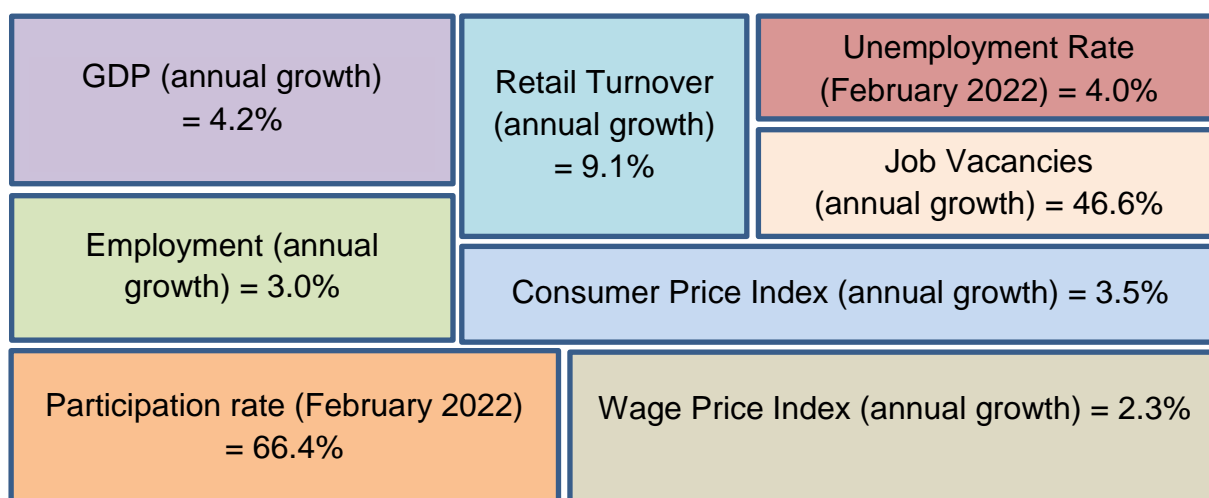 GDP (annual growth)
= 4.2%
Retail Turnover
(annual growth)
= 9.1%
Unemployment Rate
(February 2022) = 4.0%
Job Vacancies
(annual growth) = 46.6%
Employment (annual
growth) = 3.0%
Consumer Price Index (annual growth) = 3.5%
Participation rate (February 2022)
= 66.4%
Wage Price Index (annual growth) = 2.3%